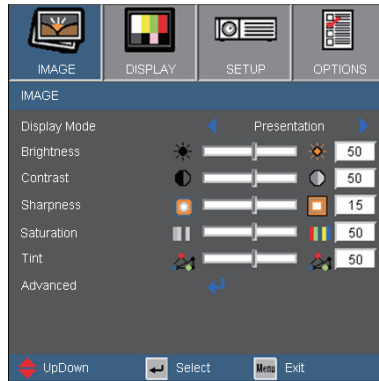 IMAGE DISPLAY SETUP OPTIONS
IMAGE
Display Mode Presentation
Brightness 50
Contrast 50
Sharpness 15
Saturation 50
Tint 50
Advanced
UpDown Select Menu Exit